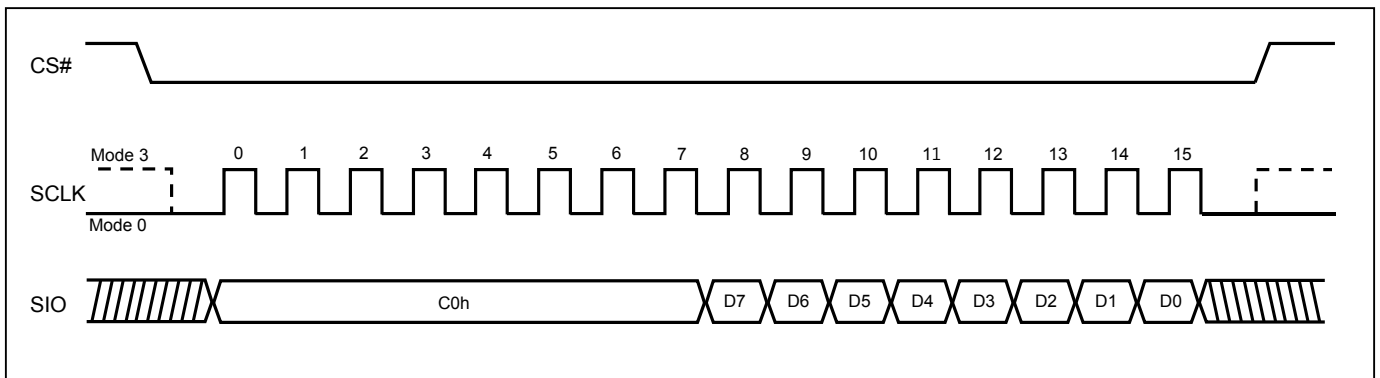 CS#
Mode 3
0 1 2 3 4 5 6 7 8 9 10 11 12 13 14 15
SCLK
Mode 0
SIO
C0h D7 D6 D5 D4 D3 D2 D1 D0